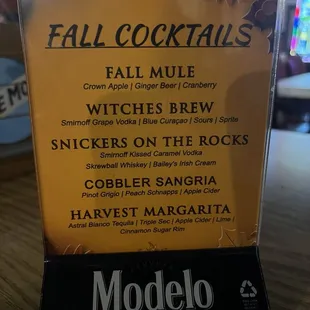 FALL COCKTAILS
FALL MULE
Crown Apple | Ginger Beer | Cranberry
WITCHES BREW
Smirnoff Grape Vodka | Blue Curaçao | Sours | Sprite
SNICKERS ON THE ROCKS
Smirnoff Kissed Caramel Vodka
Skrewball Whiskey | Bailey's Irish Cream
COBBLER SANGRIA
Pinot Grigio | Peach Schnapps | Apple Cider
HARVEST MARGARITA
Astral Blanco Tequila | Triple Sec | Apple Cider | Lime |
Cinnamon Sugar Rim
Modelo